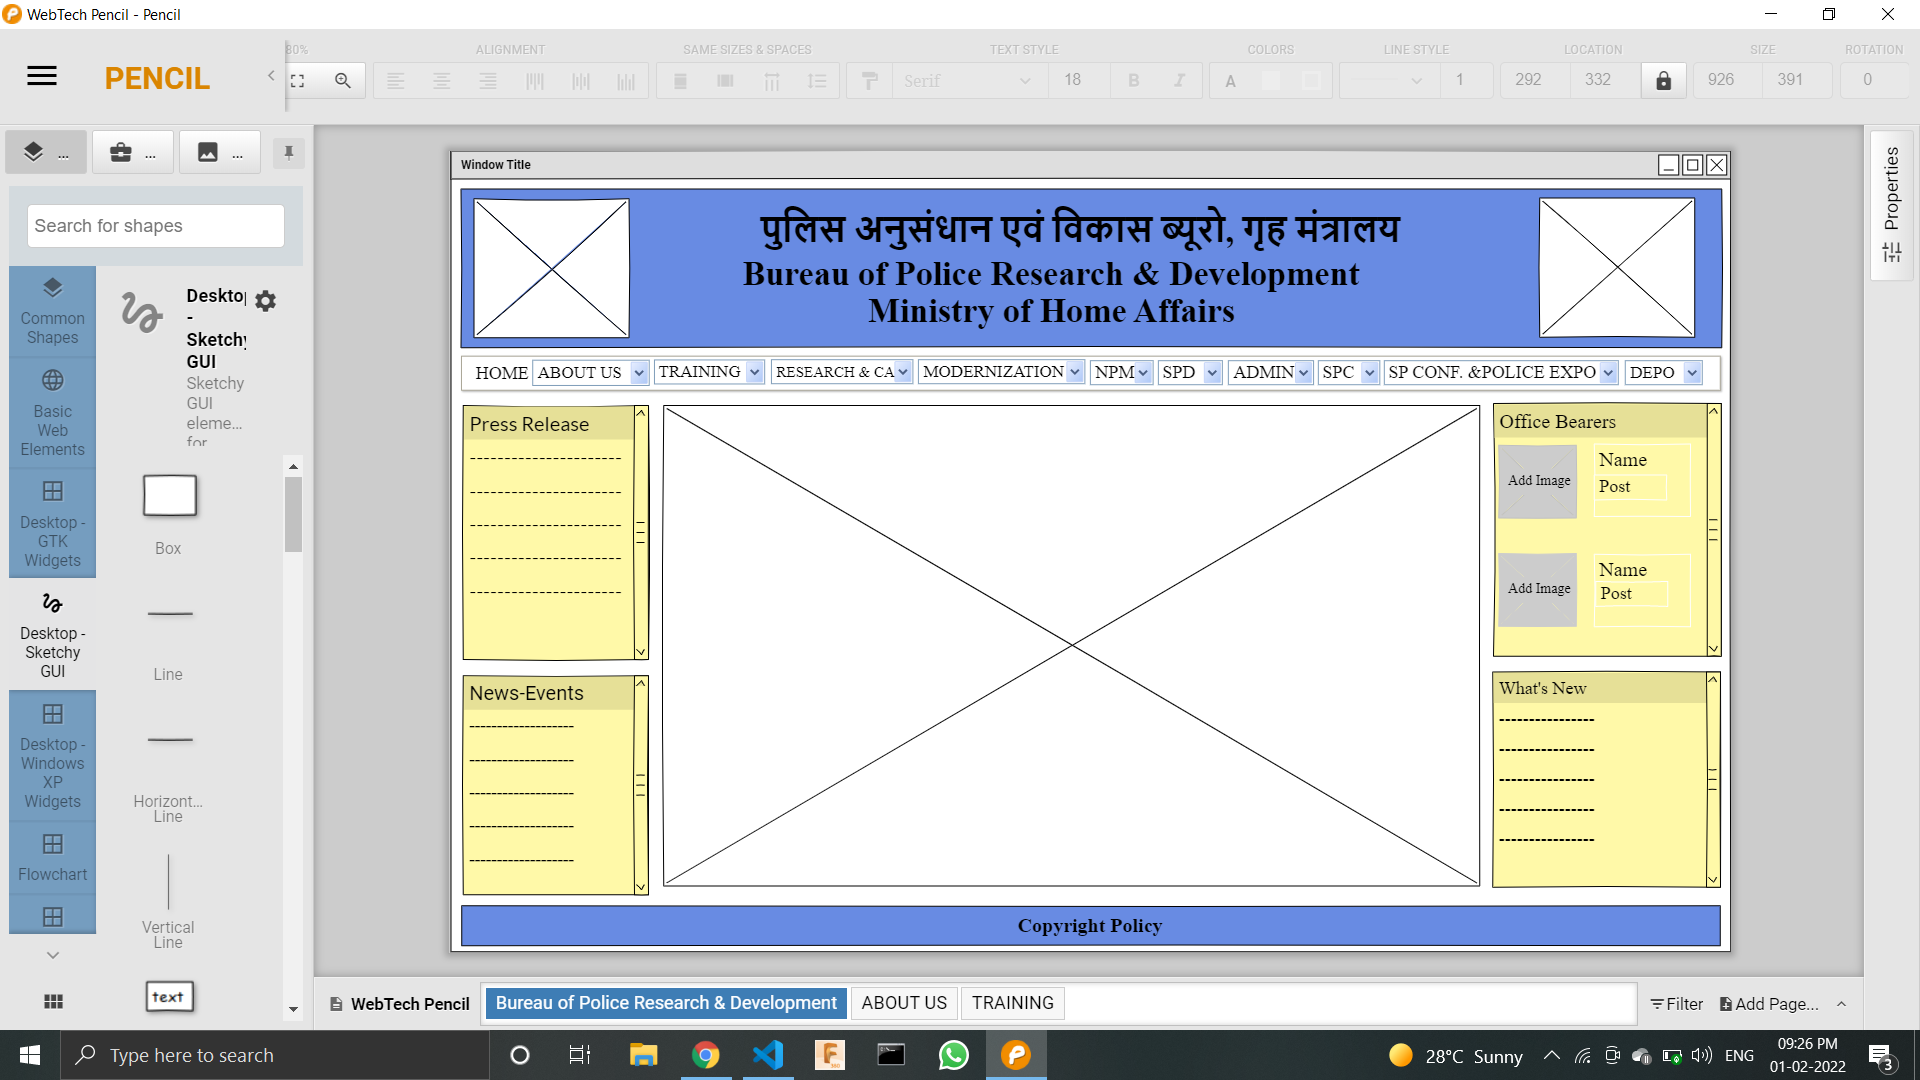 WebTech Pencil - Pencil
PENCIL
80%
ALIGNMENT
SAME SIZES & SPACES
TEXT STYLE
COLORS
LINE STYLE
LOCATION
SIZE
ROTATION
Serif
18
B
I
A
1
292
332
926
391
0
...
...
...
Search for shapes
Common
Shapes
Basic
Web
Elements
Desktop -
GTK
Widgets
Desktop -
Sketchy
GUI
Desktop -
Windows
XP
Widgets
Flowchart
-
Sketchy
GUI
Sketchy
GUI
eleme...
for
Box
Line
Horizont...
Line
Vertical
Line
text
Window Title
पुलिस अनुसंधान एवं विकास ब्यूरो, गृह मंत्रालय
Bureau of Police Research & Development
Ministry of Home Affairs
HOME ABOUT US TRAINING RESEARCH & CA MODERNIZATION NPM SPD ADMIN SPC SP CONF. &POLICE EXPO DEPO
Press Release
----------------------
----------------------
----------------------
----------------------
----------------------
News-Events
-------------------
-------------------
-------------------
-------------------
-------------------
Office Bearers
Add Image
Name
Post
Add Image
Name
Post
What's New
-----------------
-----------------
-----------------
-----------------
-----------------
Copyright Policy
Properties
WebTech Pencil
Bureau of Police Research & Development
ABOUT US
TRAINING
Filter
Add Page...
Type here to search
28°C Sunny
ENG
09:26 PM
01-02-2022
3